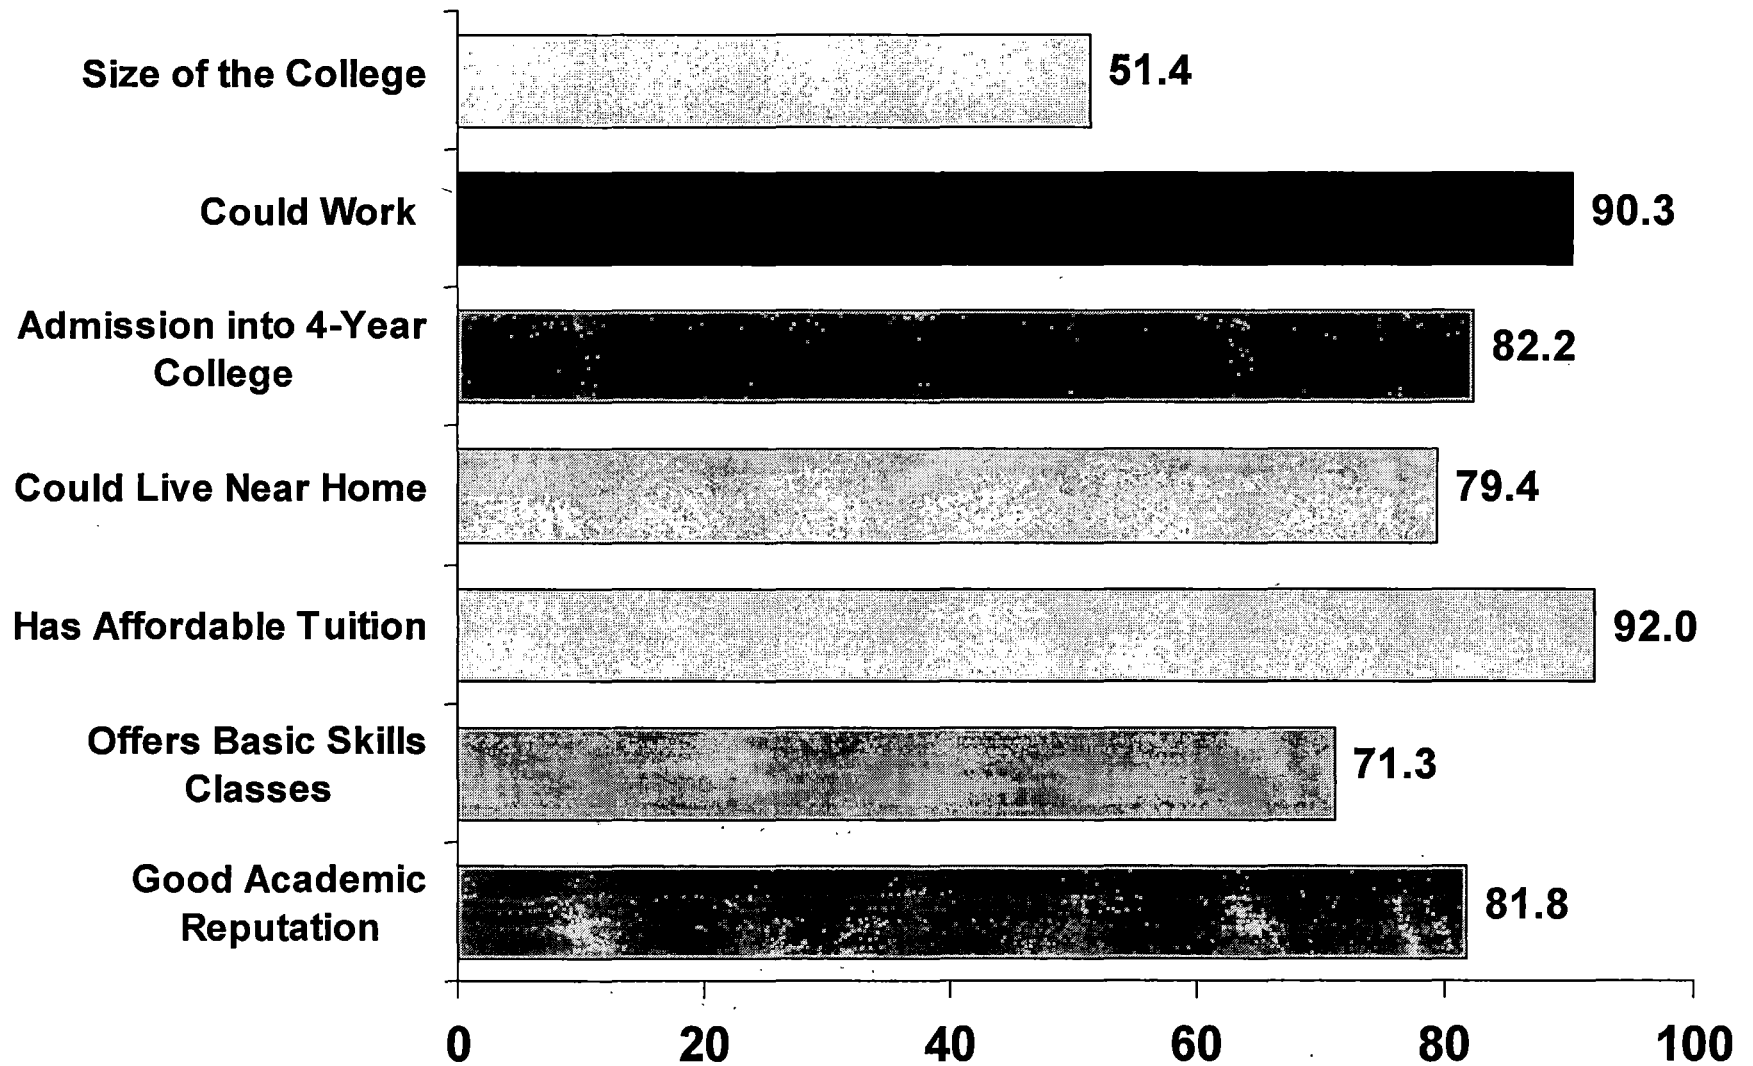 Size of the College
51.4
Could Work
90.3
Admission into 4-Year
College
82.2
Could Live Near Home
79.4
Has Affordable Tuition
92.0
Offers Basic Skills
Classes
71.3
Good Academic
Reputation
81.8
0 20 40 60 80 100